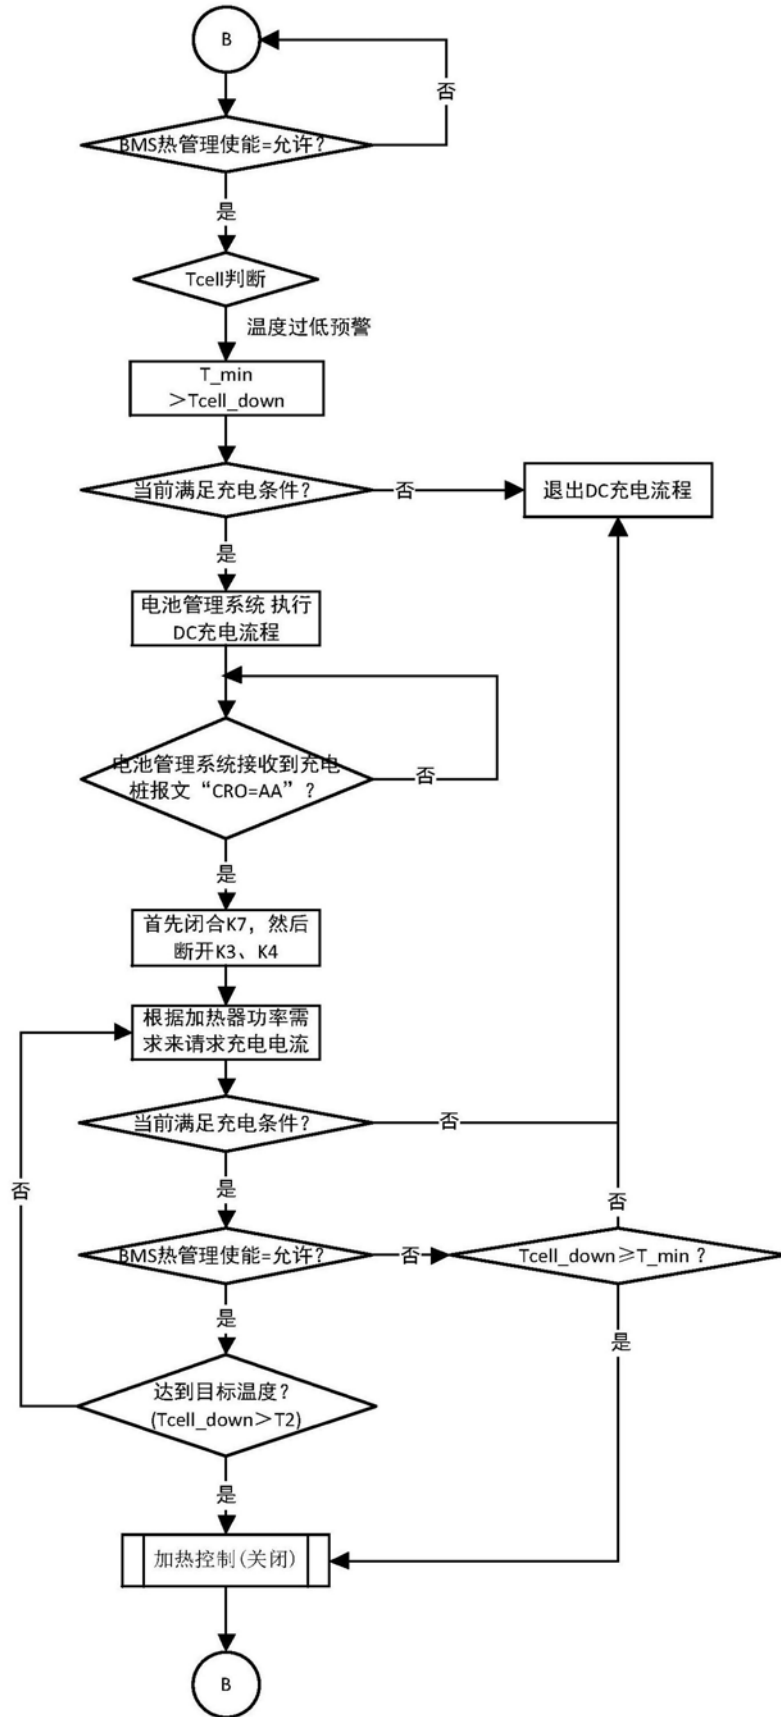 B
否
BMS热管理使能=允许?
是
Tcell判断
温度过低预警
T_min
>Tcell_down
当前满足充电条件?
否
退出DC充电流程
是
电池管理系统 执行
DC充电流程
电池管理系统接收到充电
桩报文“CRO=AA”?
否
是
首先闭合K7，然后
断开K3、K4
根据加热器功率需
求来请求充电电流
当前满足充电条件?
否
是
否
否
BMS热管理使能=允许?
否
Tcell_down≥T_min ?
是
是
达到目标温度?
(Tcell_down>T2)
是
加热控制(关闭)
B